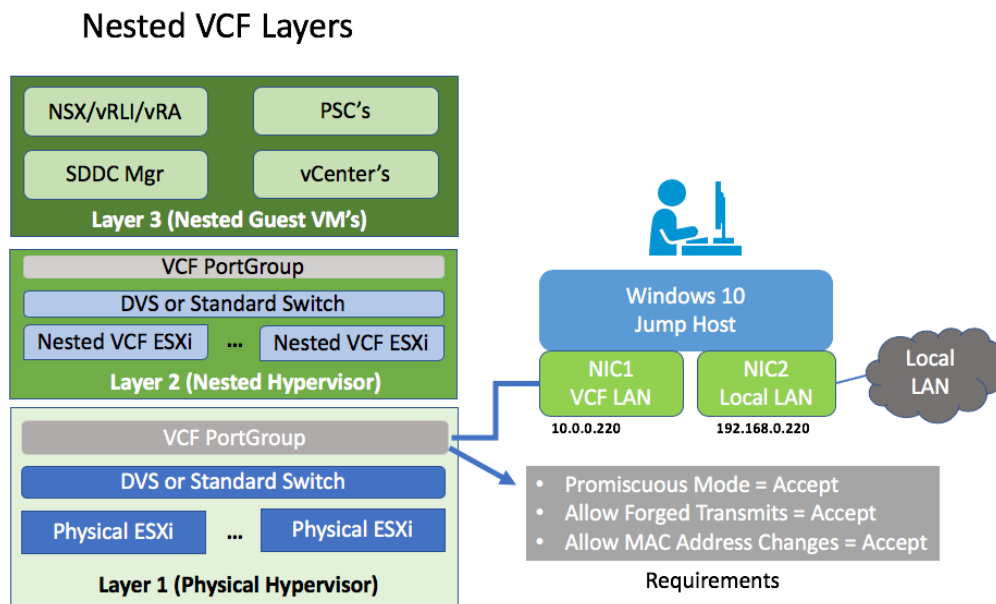 Nested VCF Layers
NSX/vRLI/vRA
PSC's
SDDC Mgr
vCenter's
Layer 3 (Nested Guest VM's)
VCF PortGroup
DVS or Standard Switch
Nested VCF ESXi
...
Nested VCF ESXi
Layer 2 (Nested Hypervisor)
VCF PortGroup
DVS or Standard Switch
Physical ESXi
...
Physical ESXi
Layer 1 (Physical Hypervisor)
Windows 10
Jump Host
NIC1
VCF LAN
NIC2
Local LAN
10.0.0.220
192.168.0.220
Local
LAN
• Promiscuous Mode = Accept
• Allow Forged Transmits = Accept
• Allow MAC Address Changes = Accept
Requirements